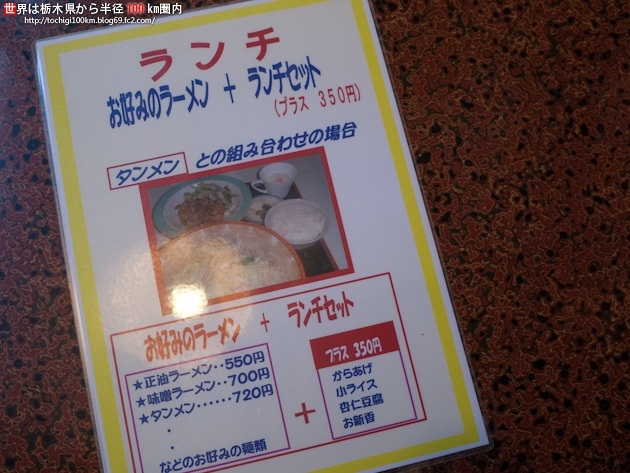 世界は栃木県から半径 100 km圏内
http://tochigi100km.blog69.fc2.com/
ランチ
お好みのラーメン + ランチセット
(プラス 350円)
タンメン との組み合わせの場合
お好みのラーメン + ランチセット
★正油ラーメン‥550円
★味噌ラーメン‥700円
★タンメン‥‥‥720円
・
・
などのお好みの麺類
+
プラス 350円
からあげ
小ライス
杏仁豆腐
お新香